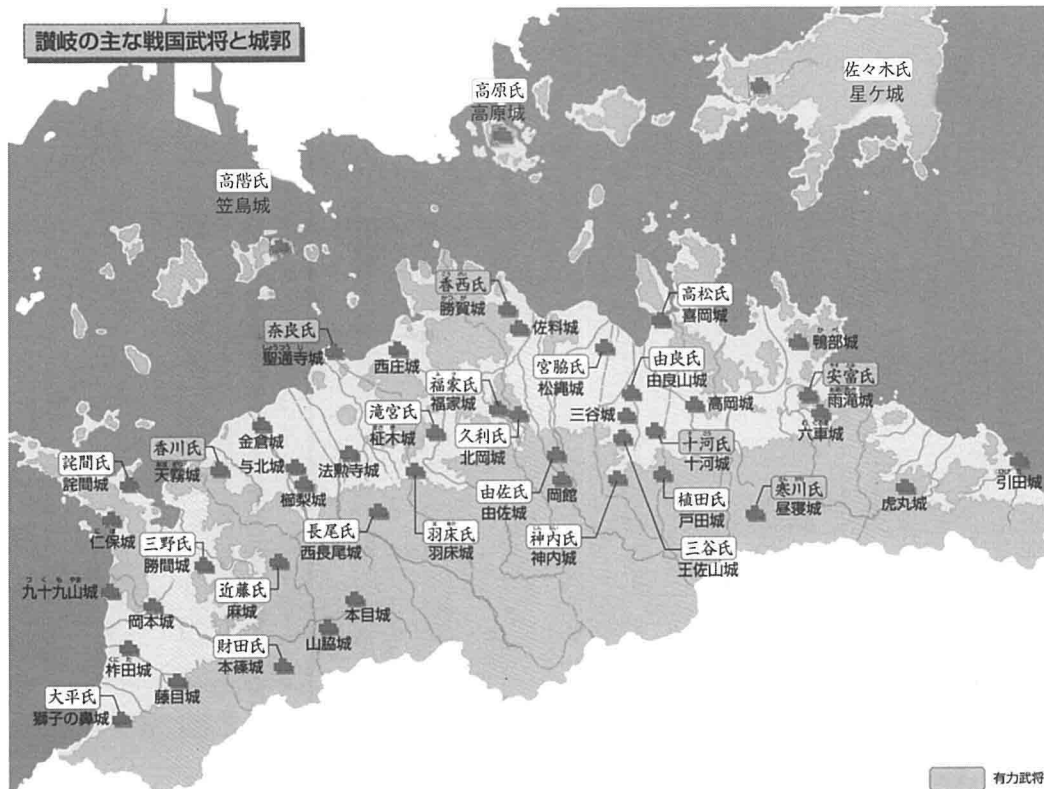 讃岐の主な戦国武将と城郭
佐々木氏
星ケ城
高原氏
高原城
高階氏
笠島城
香西氏
勝賀城
佐料城
高松氏
喜岡城
鴨部城
奈良氏
聖通寺城
西庄城
宮脇氏
松縄城
由良氏
由良山城
安富氏
雨滝城
福家氏
福家城
滝宮氏
柾木城
三谷城
高岡城
六車城
金倉城
久利氏
北岡城
十河氏
十河城
香川氏
天霧城
与北城
法勲寺城
引田城
詫間氏
詫間城
櫛梨城
由佐氏
由佐城
岡館
植田氏
戸田城
寒川氏
昼寝城
虎丸城
仁保城
長尾氏
西長尾城
羽床氏
羽床城
神内氏
神内城
三谷氏
王佐山城
三野氏
勝間城
九十九山城
近藤氏
麻城
岡本城
本目城
山脇城
財田氏
本篠城
柞田城
藤目城
大平氏
獅子の鼻城
有力武将